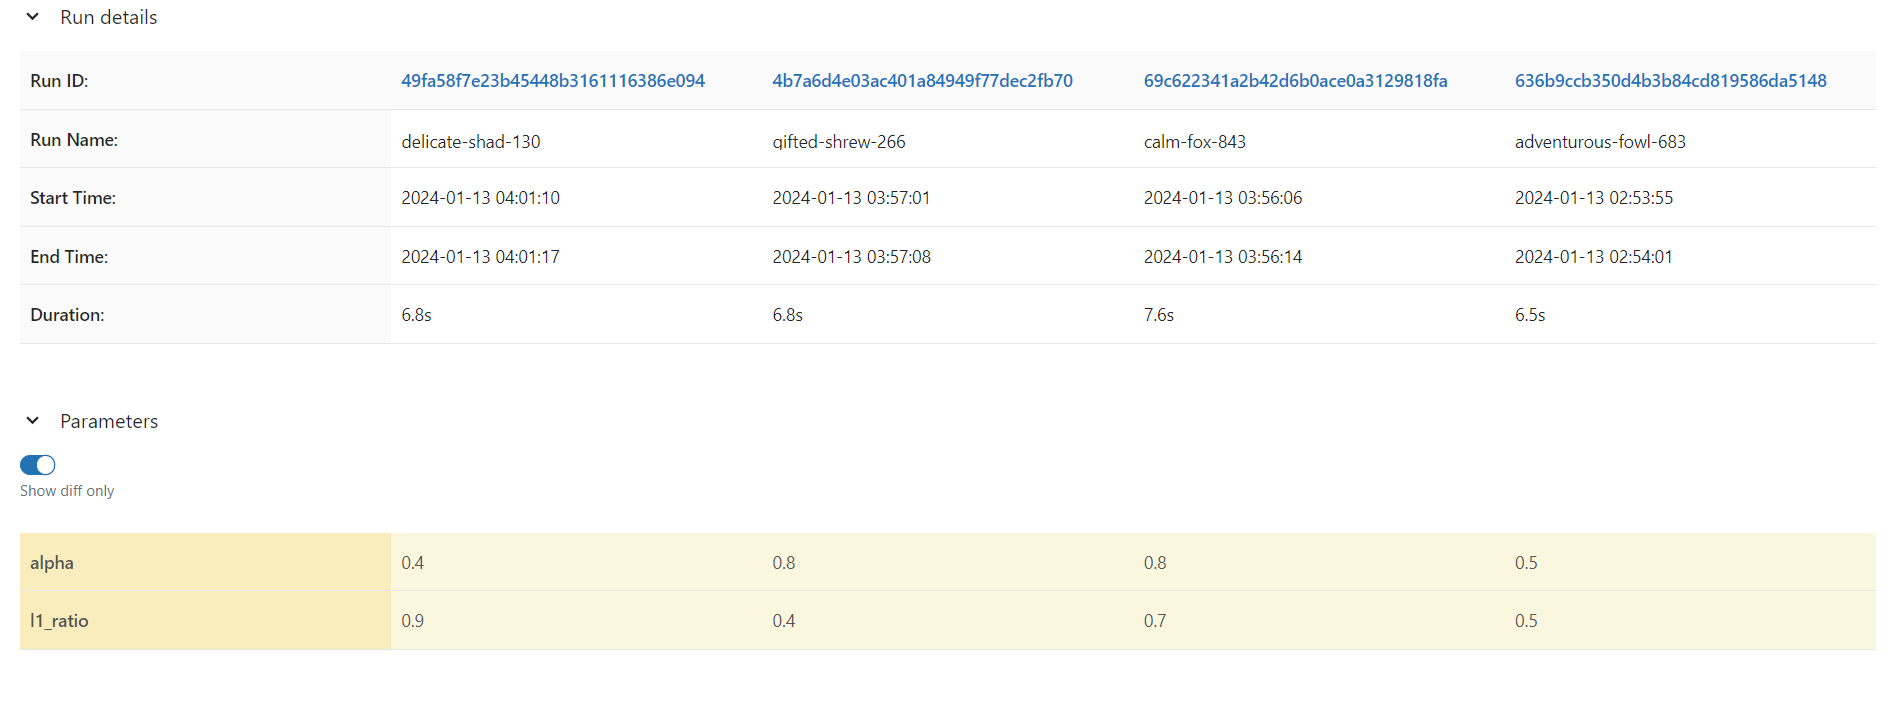 Run details
Run ID: 49fa58f7e23b45448b3161116386e094 4b7a6d4e03ac401a84949f77dec2fb70 69c622341a2b42d6b0ace0a3129818fa 636b9ccb350d4b3b84cd819586da5148
Run Name: delicate-shad-130 gifted-shrew-266 calm-fox-843 adventurous-fowl-683
Start Time: 2024-01-13 04:01:10 2024-01-13 03:57:01 2024-01-13 03:56:06 2024-01-13 02:53:55
End Time: 2024-01-13 04:01:17 2024-01-13 03:57:08 2024-01-13 03:56:14 2024-01-13 02:54:01
Duration: 6.8s 6.8s 7.6s 6.5s
Parameters
Show diff only
alpha 0.4 0.8 0.8 0.5
l1_ratio 0.9 0.4 0.7 0.5